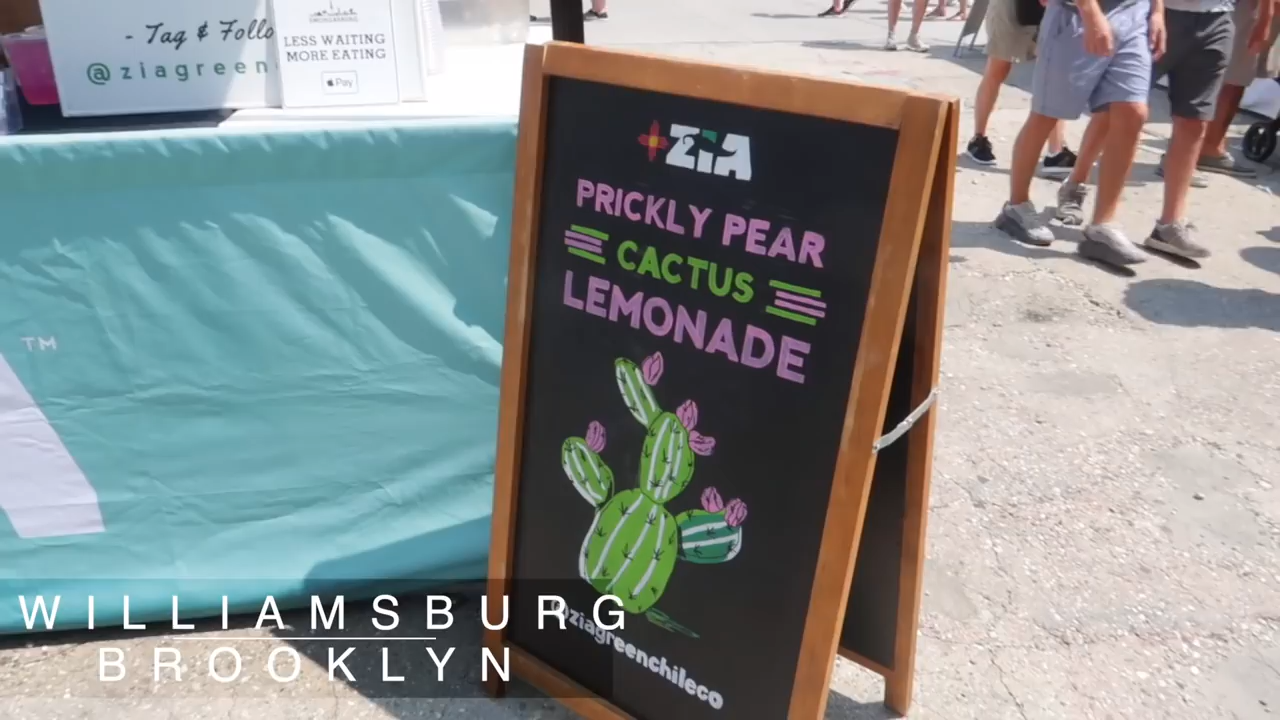 - Tag & Follo
@ziagreen
LESS WAITING
MORE EATING
Pay
TM
ZIA
PRICKLY PEAR
CACTUS
LEMONADE
@ziagreenchileco
WILLIAMSBURG
BROOKLYN